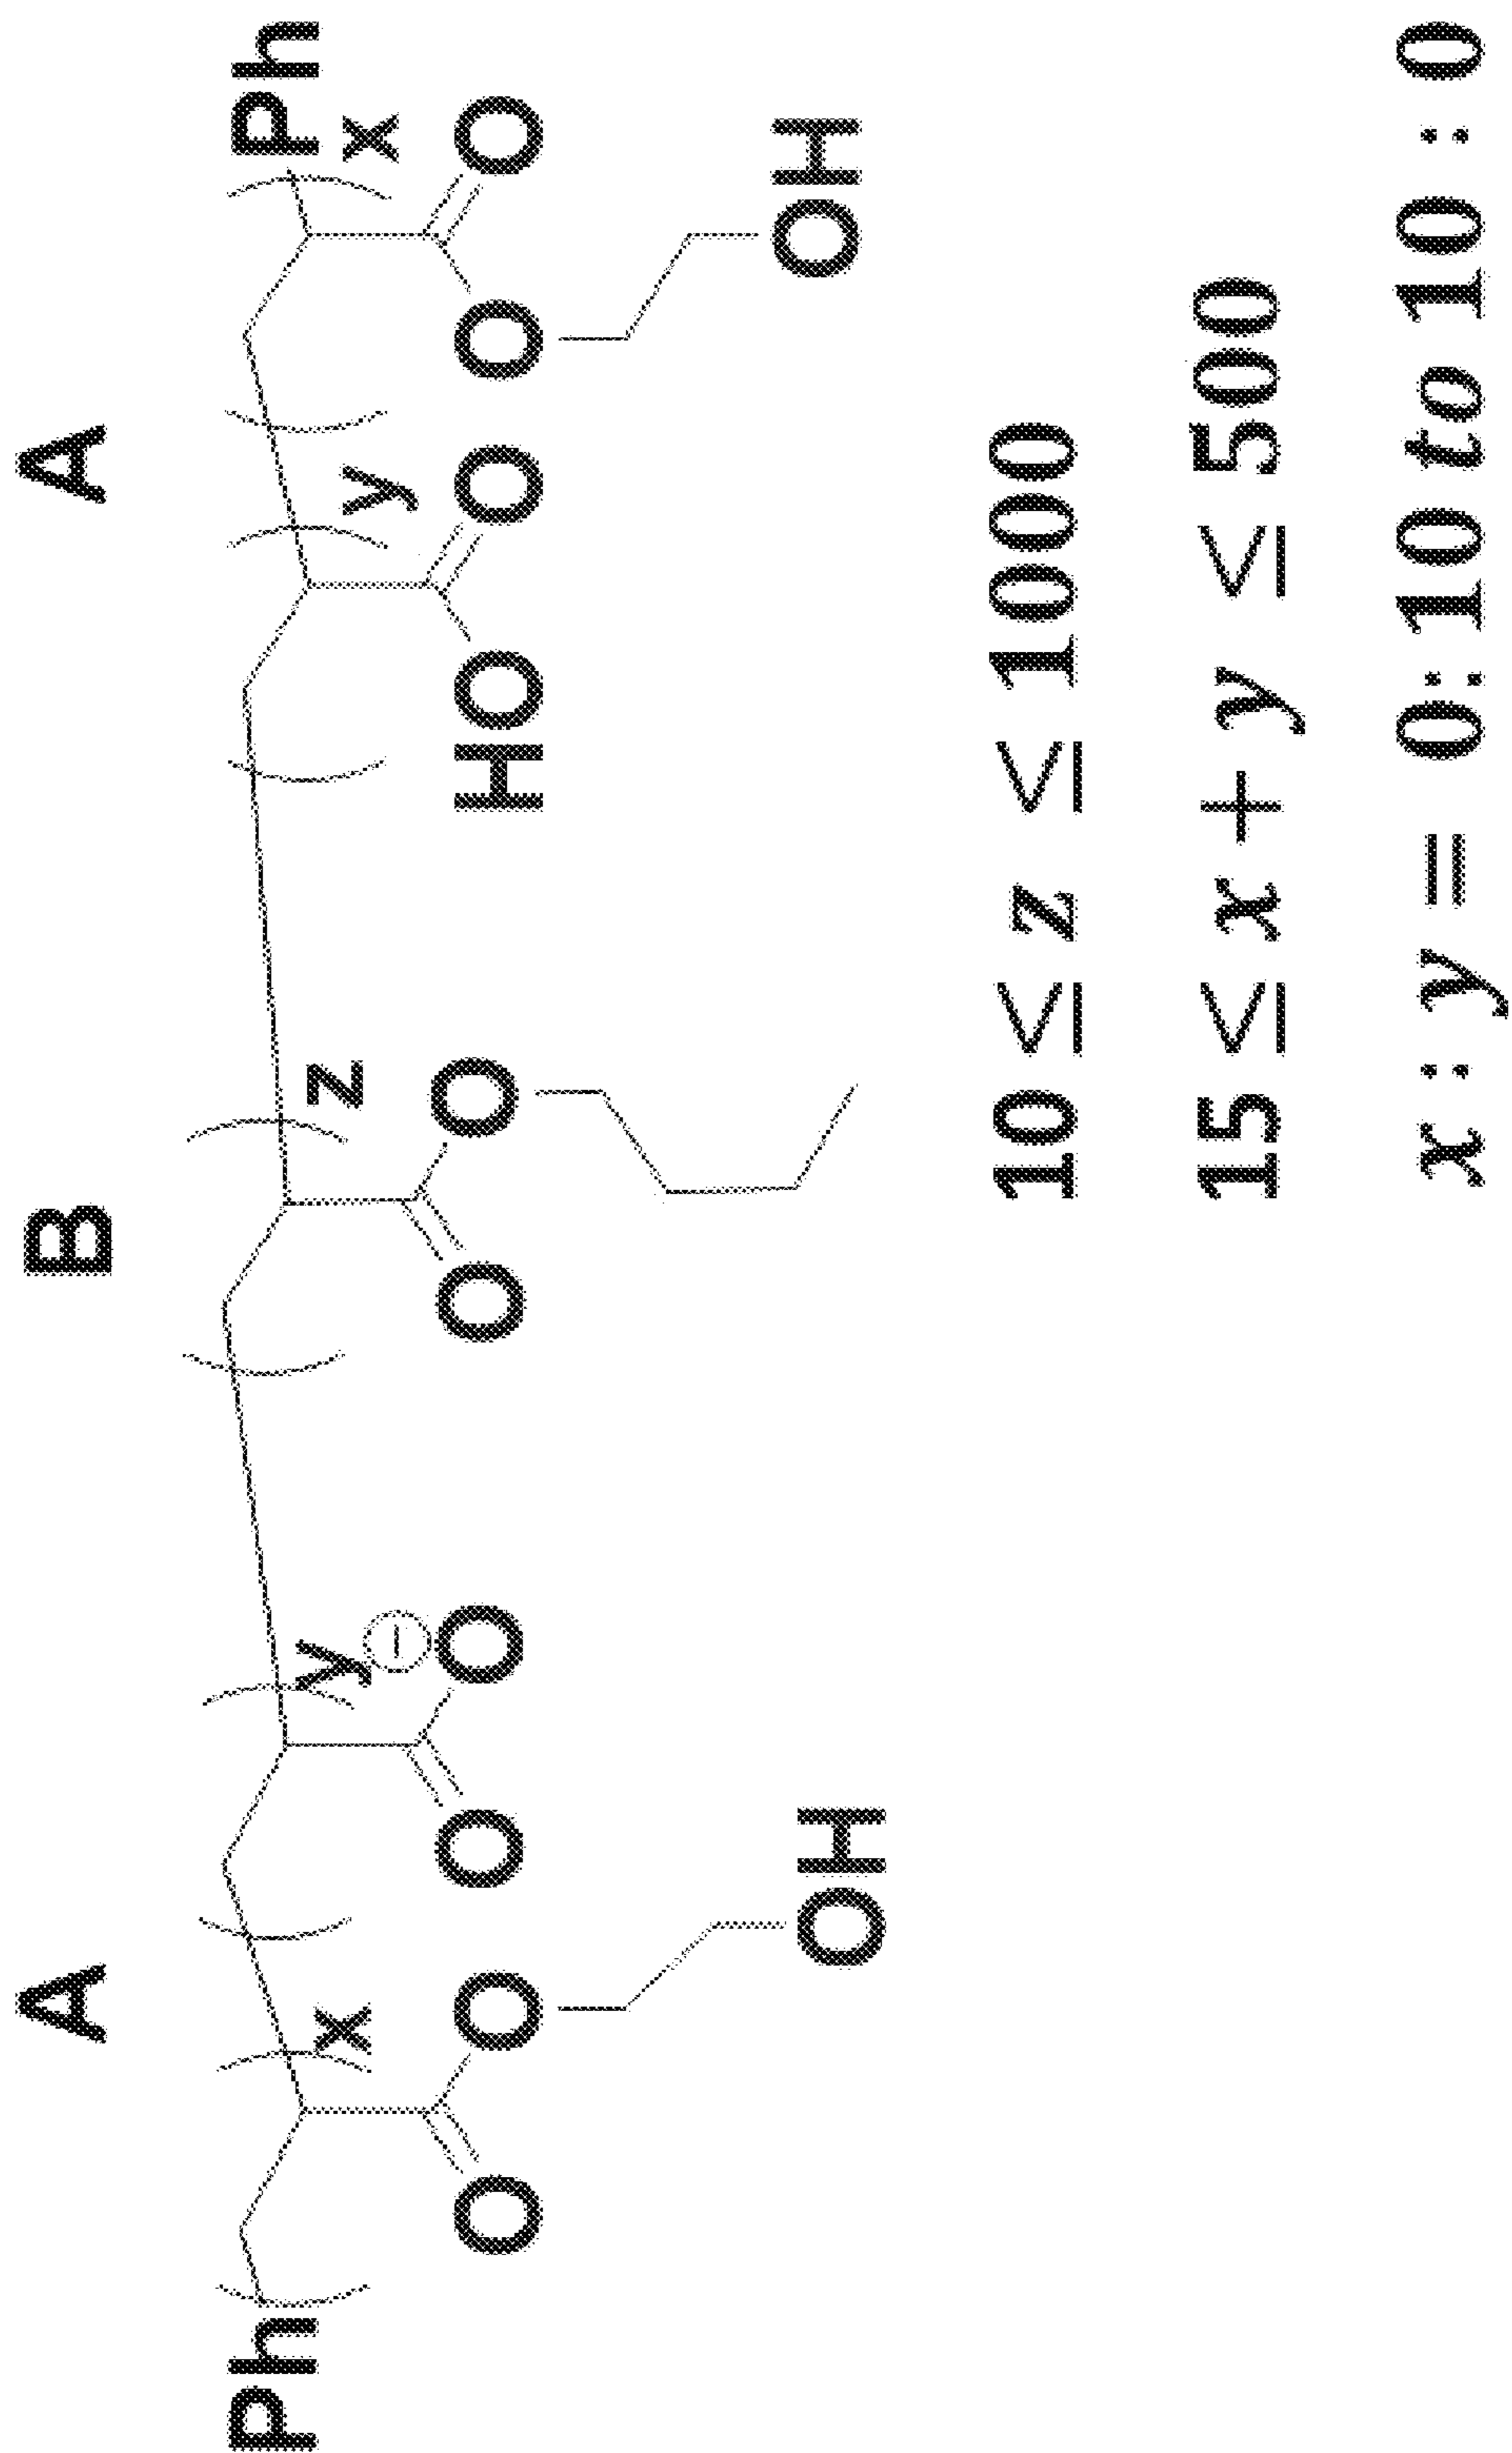 A B A
Ph Ph
x y z y x
⊖
O O O O O O HO O O O
OH OH
10 ≤ z ≤ 1000
15 ≤ x + y ≤ 500
x : y = 0: 10 to 10 : 0